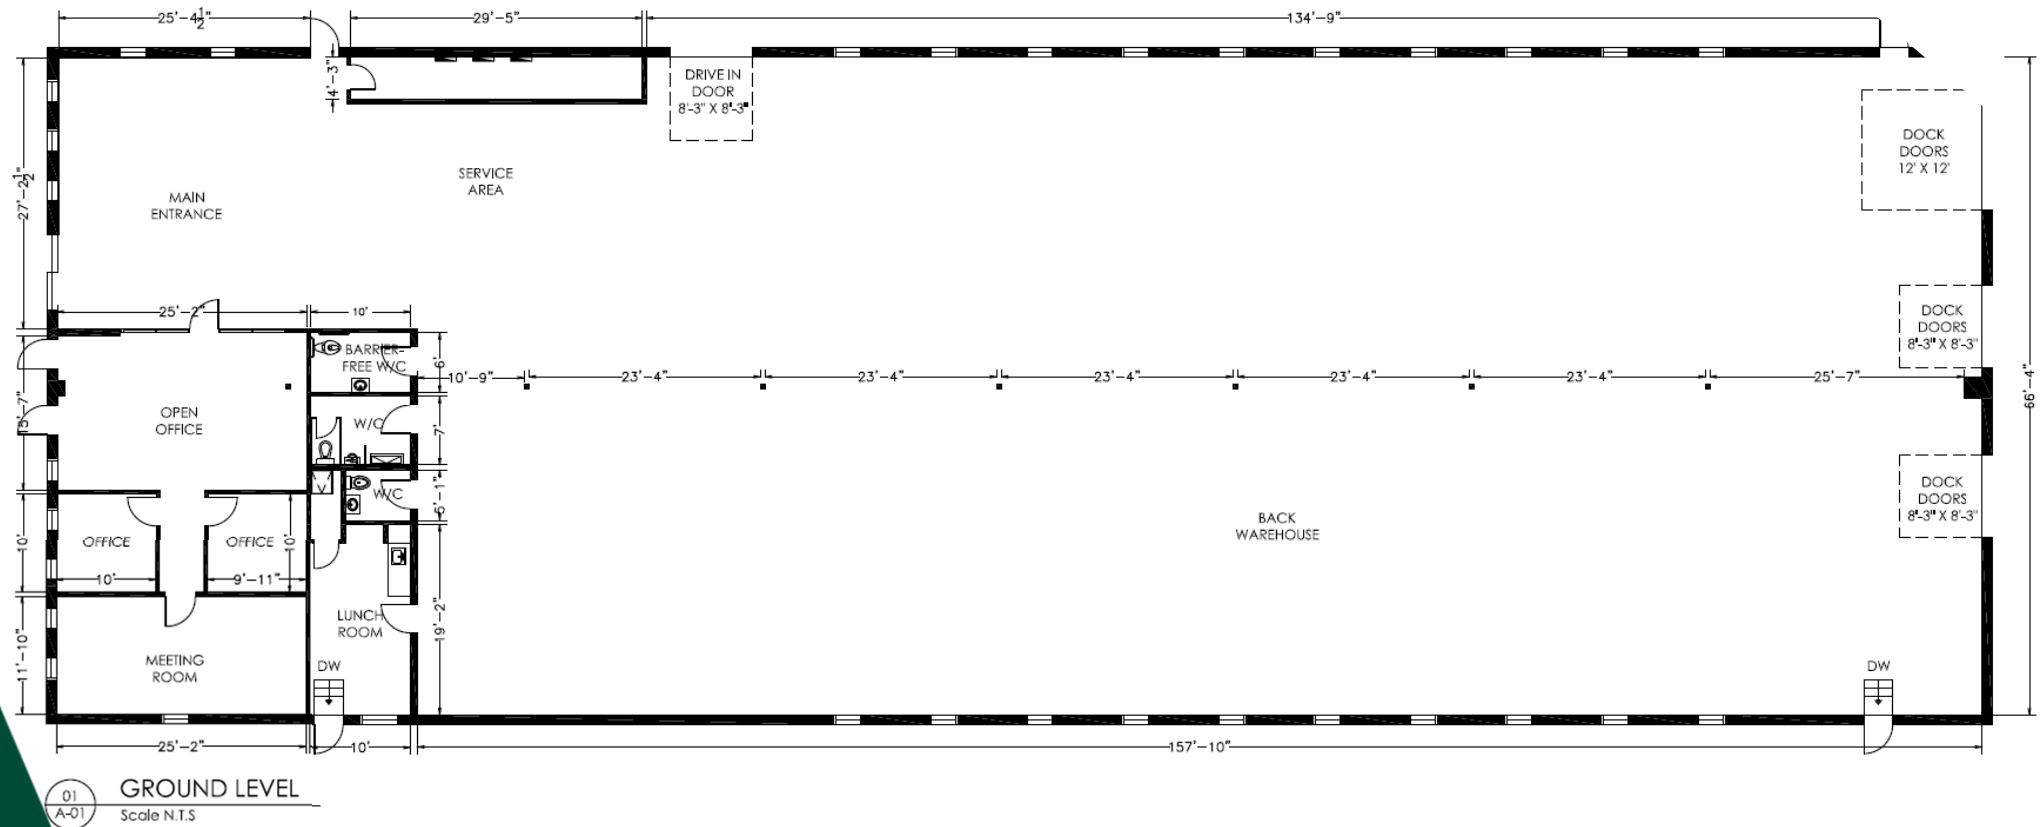 25'-4½"
29'-5"
134'-9"
4'-3"
DRIVE IN
DOOR
8'-3" X 8'-3"
DOCK
DOORS
12' X 12'
SERVICE
AREA
MAIN
ENTRANCE
27'-2½"
25'-2"
10'
DOCK
DOORS
8'-3" X 8'-3"
BARRIER-
FREE W/C
6'
10'-9"
23'-4"
23'-4"
23'-4"
23'-4"
23'-4"
25'-7"
66'-4"
OPEN
OFFICE
15'-7"
W/C
7'
W/C
5'-1"
DOCK
DOORS
8'-3" X 8'-3"
BACK
WAREHOUSE
OFFICE
OFFICE
10'
10'
10'
9'-11"
LUNCH
ROOM
19'-2"
11'-10"
MEETING
ROOM
DW
DW
25'-2"
10'
157'-10"
01
A-01
GROUND LEVEL
Scale N.T.S